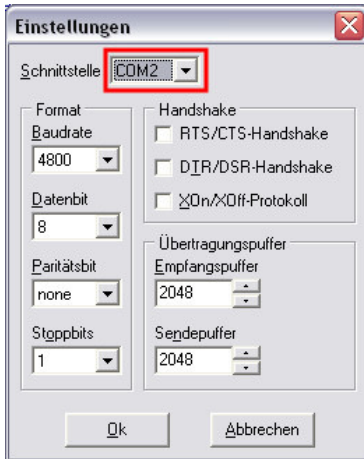 Einstellungen
Schnittstelle COM2
Format
Baudrate
4800
Datenbit
8
Paritätsbit
none
Stoppbits
1
Handshake
RTS/CTS-Handshake
DTR/DSR-Handshake
XOn/XOff-Protokoll
Übertragungspuffer
Empfangspuffer
2048
Sendepuffer
2048
Ok
Abbrechen